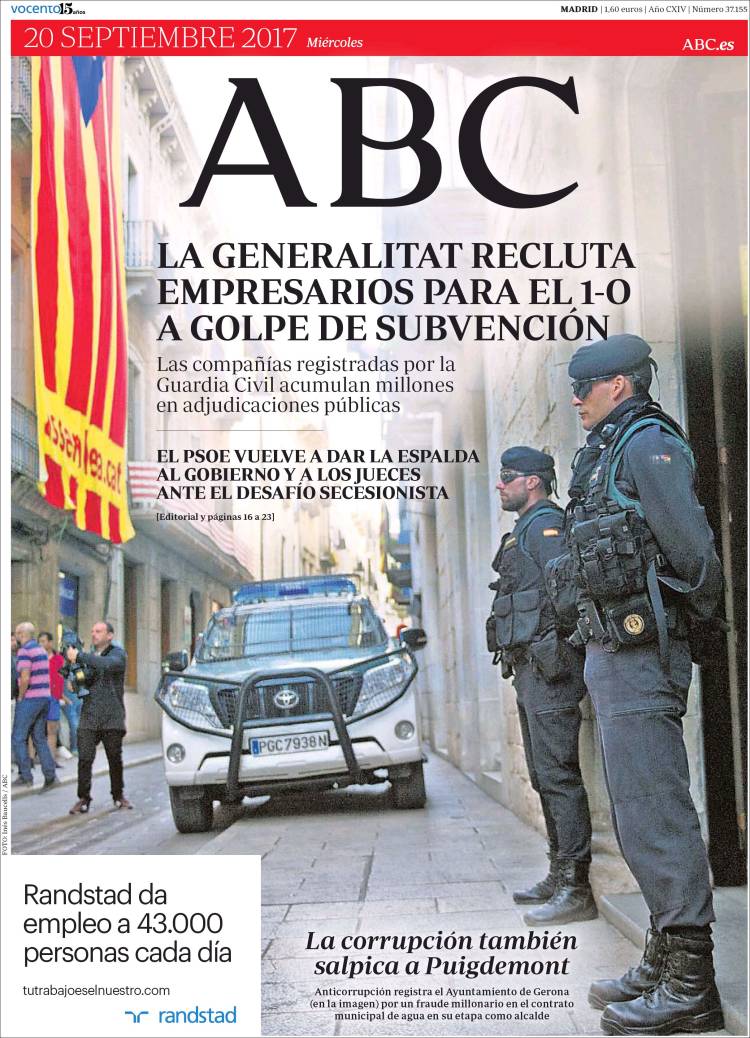 vocento 15 años
MADRID | 1,60 euros | Año CXIV | Número 37.155
20 SEPTIEMBRE 2017 Miércoles
ABC.es
ABC
LA GENERALITAT RECLUTA
EMPRESARIOS PARA EL 1-O
A GOLPE DE SUBVENCIÓN
Las compañías registradas por la
Guardia Civil acumulan millones
en adjudicaciones públicas
EL PSOE VUELVE A DAR LA ESPALDA
AL GOBIERNO Y A LOS JUECES
ANTE EL DESAFÍO SECESIONISTA
[Editorial y páginas 16 a 23]
assemblea.cat
TOYOTA
PGC7938N
FOTO: Inés Baucells / ABC
Randstad da
empleo a 43.000
personas cada día
tutrabajoeselnuestro.com
randstad
La corrupción también
salpica a Puigdemont
Anticorrupción registra el Ayuntamiento de Gerona
(en la imagen) por un fraude millonario en el contrato
municipal de agua en su etapa como alcalde